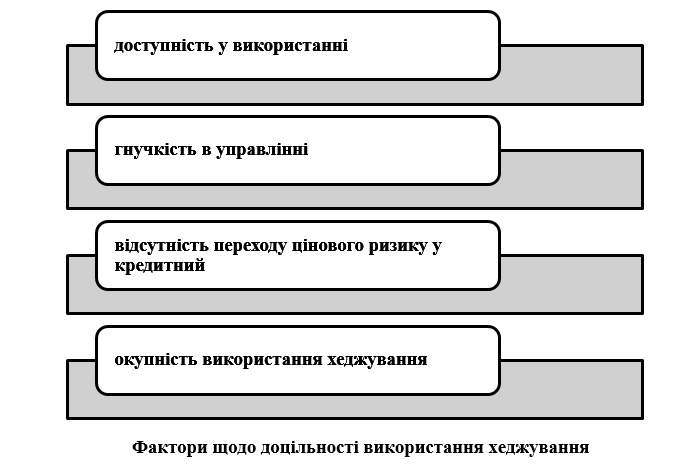 доступність у використанні
гнучкість в управлінні
відсутність переходу цінового ризику у
кредитний
окупність використання хеджування
Фактори щодо доцільності використання хеджування